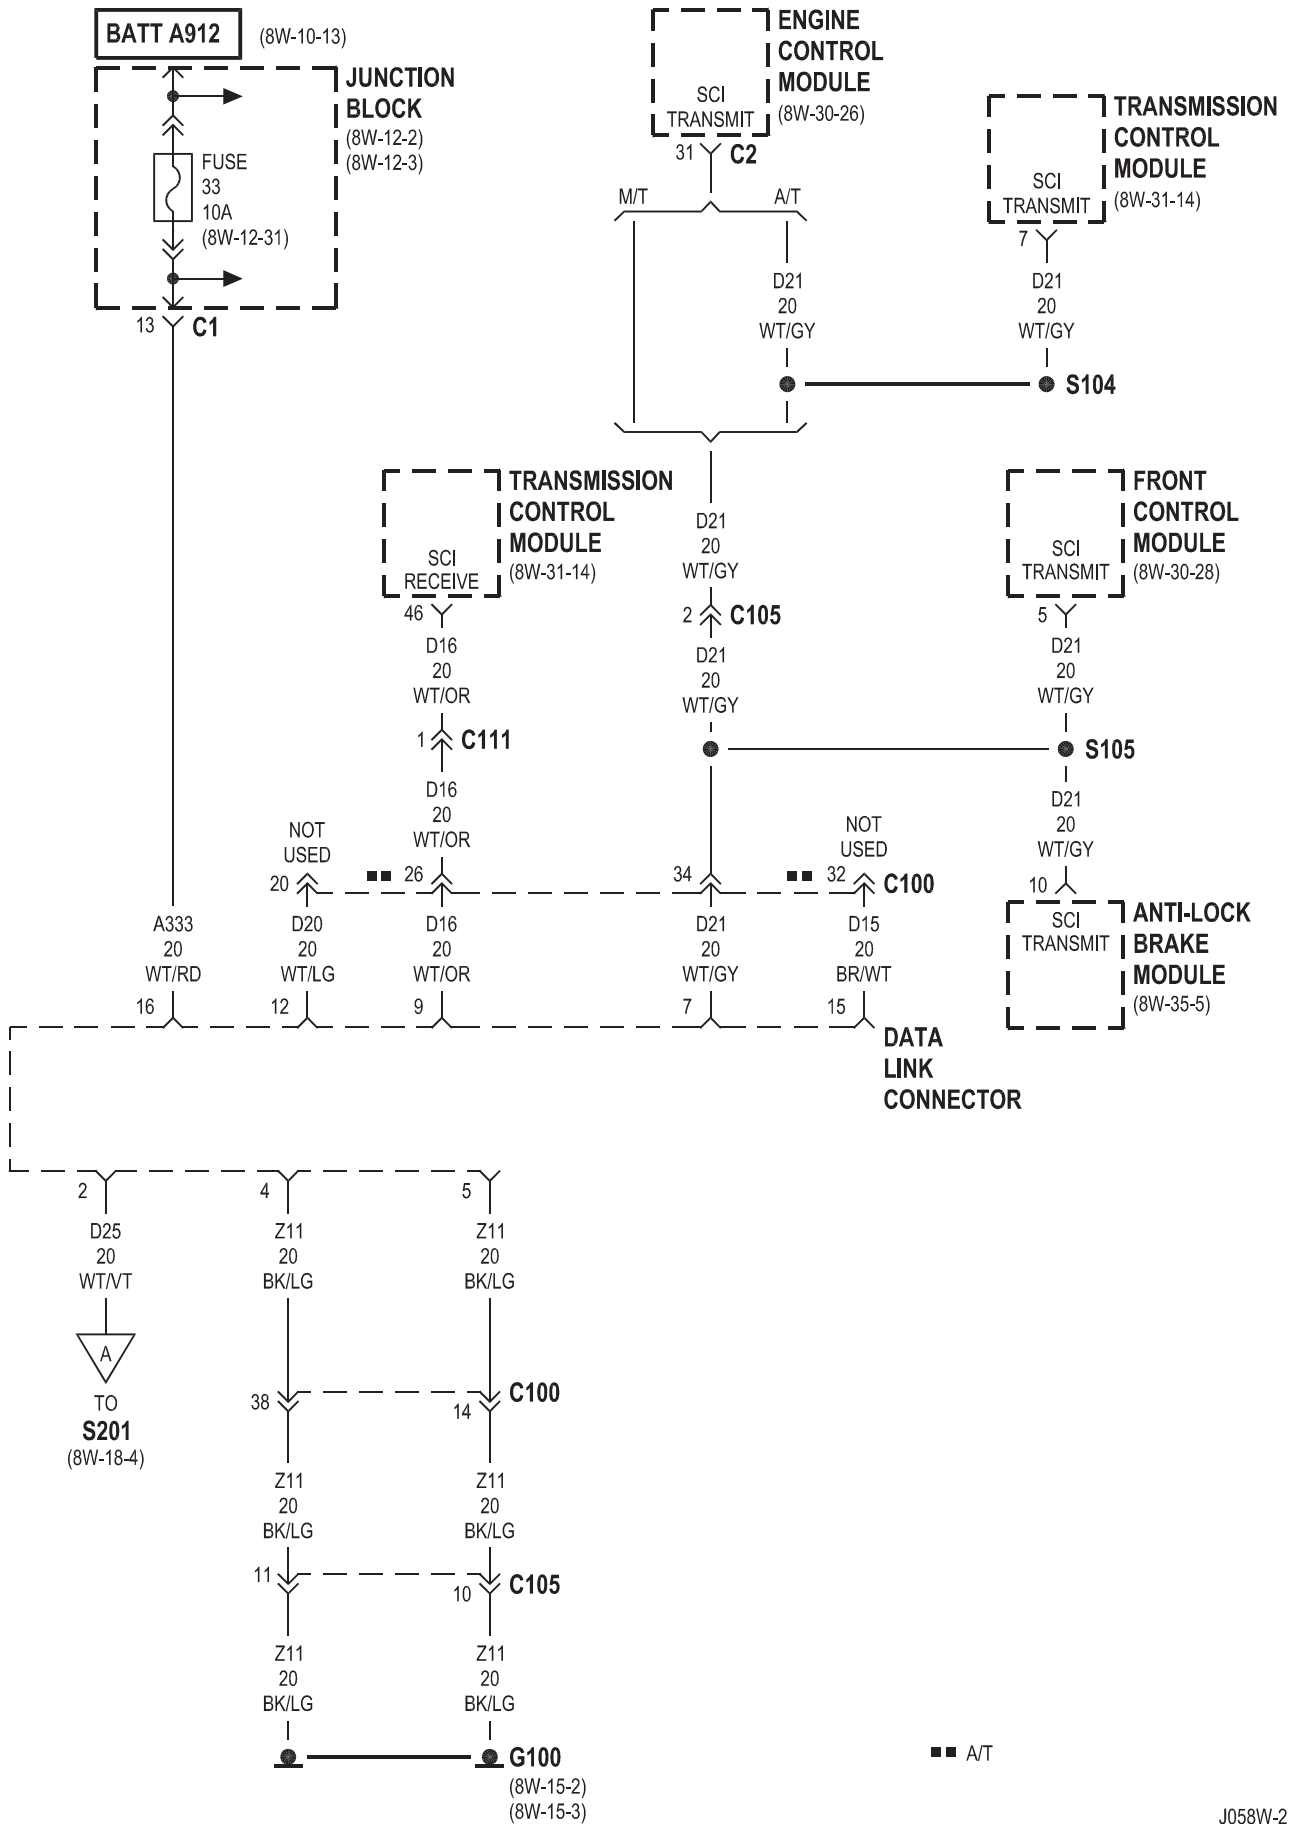 BATT A912
(8W-10-13)
JUNCTION
BLOCK
(8W-12-2)
(8W-12-3)
FUSE
33
10A
(8W-12-31)
13
C1
ENGINE
CONTROL
MODULE
(8W-30-26)
SCI
TRANSMIT
31
C2
M/T
A/T
TRANSMISSION
CONTROL
MODULE
(8W-31-14)
SCI
TRANSMIT
7
D21
20
WT/GY
D21
20
WT/GY
S104
TRANSMISSION
CONTROL
MODULE
(8W-31-14)
SCI
RECEIVE
46
D16
20
WT/OR
1
C111
D16
20
WT/OR
D21
20
WT/GY
2
C105
D21
20
WT/GY
FRONT
CONTROL
MODULE
(8W-30-28)
SCI
TRANSMIT
5
D21
20
WT/GY
S105
D21
20
WT/GY
10
SCI
TRANSMIT
ANTI-LOCK
BRAKE
MODULE
(8W-35-5)
NOT
USED
20
26
34
NOT
USED
32
C100
A333
20
WT/RD
16
D20
20
WT/LG
12
D16
20
WT/OR
9
D21
20
WT/GY
7
D15
20
BR/WT
15
DATA
LINK
CONNECTOR
2
D25
20
WT/VT
A
TO
S201
(8W-18-4)
4
Z11
20
BK/LG
5
Z11
20
BK/LG
38
14
C100
Z11
20
BK/LG
Z11
20
BK/LG
11
10
C105
Z11
20
BK/LG
Z11
20
BK/LG
G100
(8W-15-2)
(8W-15-3)
A/T
J058W-2